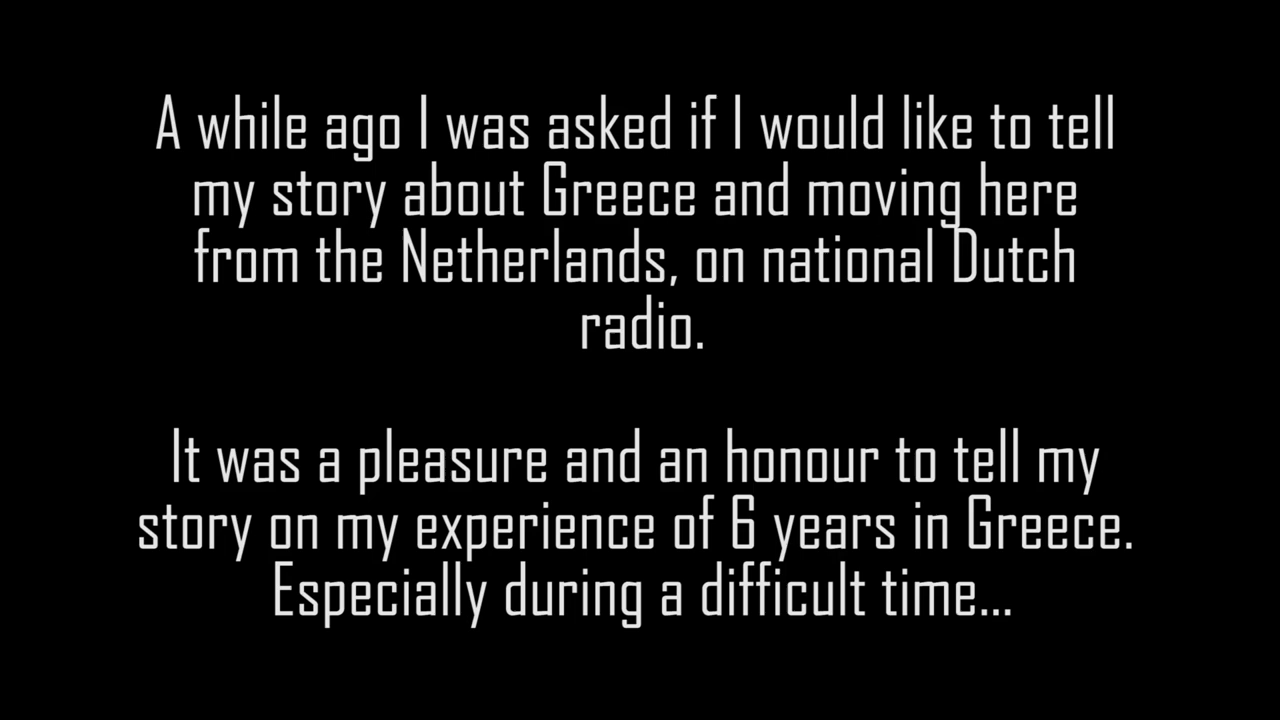 A while ago I was asked if I would like to tell
my story about Greece and moving here
from the Netherlands, on national Dutch
radio.
It was a pleasure and an honour to tell my
story on my experience of 6 years in Greece.
Especially during a difficult time...